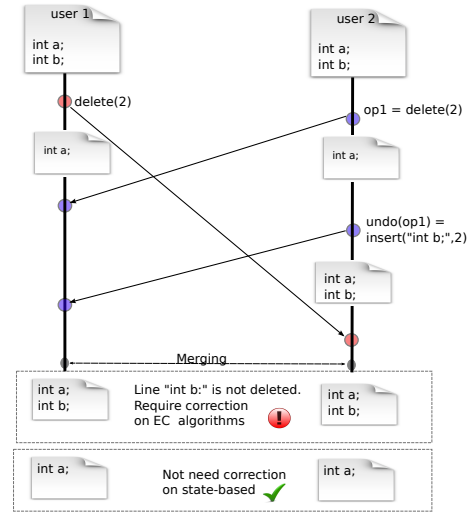 user 1
int a;
int b;
user 2
int a;
int b;
delete(2)
op1 = delete(2)
int a;
int a;
undo(op1) =
insert("int b;",2)
int a;
int b;
Merging
int a;
int b;
Line "int b:" is not deleted.
Require correction
on EC algorithms
!
int a;
int b;
int a;
Not need correction
on state-based
int a;